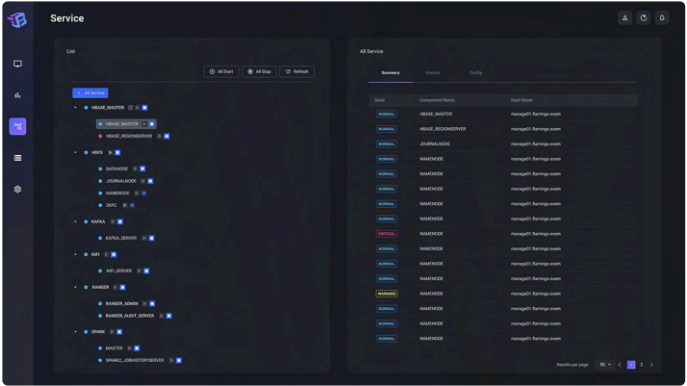 Service
List
All Start
All Stop
Refresh
All Service
HBASE_MASTER
HBASE_MASTER
HBASE_REGIONSERVER
HDFS
DATANODE
JOURNALNODE
NAMENODE
ZKFC
KAFKA
KAFKA_SERVER
NIFI
NIFI_SERVER
RANGER
RANGER_ADMIN
RANGER_AUDIT_SERVER
SPARK
MASTER
SPARK2_JOBHISTORYSERVER
All Service
Summary History Config
State Component Name Host Name
NORMAL HBASE_MASTER manage01.flamingo.exem
NORMAL HBASE_REGIONSERVER manage01.flamingo.exem
NORMAL JOURNALNODE manage01.flamingo.exem
NORMAL NAMENODE manage01.flamingo.exem
NORMAL NAMENODE manage01.flamingo.exem
NORMAL NAMENODE manage01.flamingo.exem
NORMAL NAMENODE manage01.flamingo.exem
NORMAL NAMENODE manage01.flamingo.exem
CRITICAL NAMENODE manage01.flamingo.exem
NORMAL NAMENODE manage01.flamingo.exem
NORMAL NAMENODE manage01.flamingo.exem
NORMAL NAMENODE manage01.flamingo.exem
WARNING NAMENODE manage01.flamingo.exem
NORMAL NAMENODE manage01.flamingo.exem
NORMAL NAMENODE manage01.flamingo.exem
NORMAL NAMENODE manage01.flamingo.exem
Results per page 50 1 2